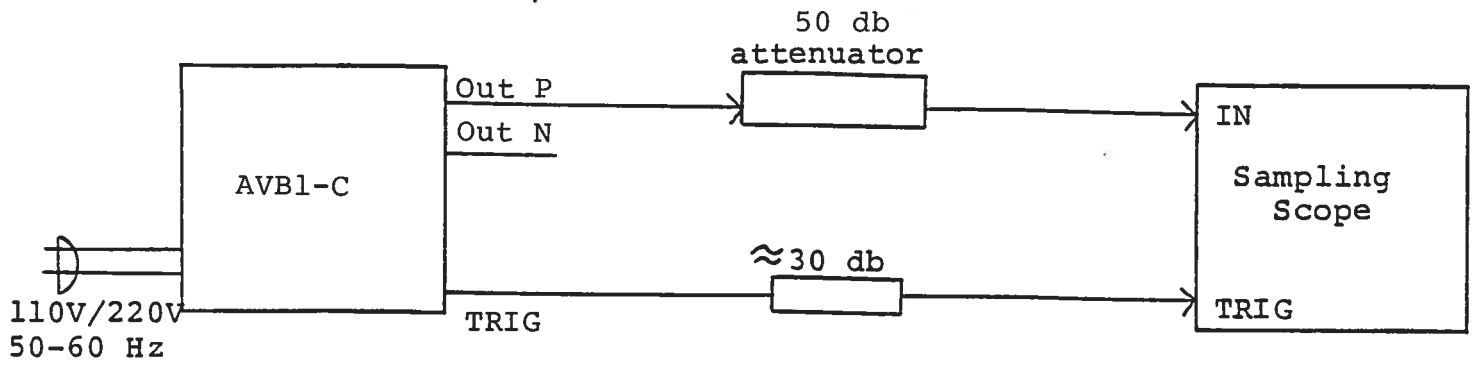 50 db
attenuator
Out P
Out N
AVB1-C
IN
Sampling
Scope
≈30 db
110V/220V
50-60 Hz
TRIG
TRIG